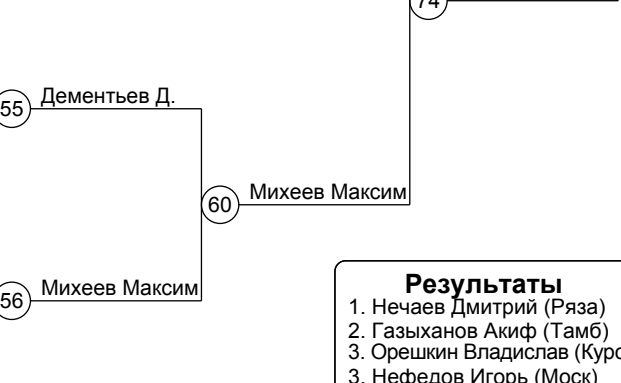 74
55 Дементьев Д.
60 Михеев Максим
56 Михеев Максим
Результаты
1. Нечаев Дмитрий (Ряза)
2. Газыханов Акиф (Тамб)
3. Орешкин Владислав (Курс
3. Нефедов Игорь (Моск)